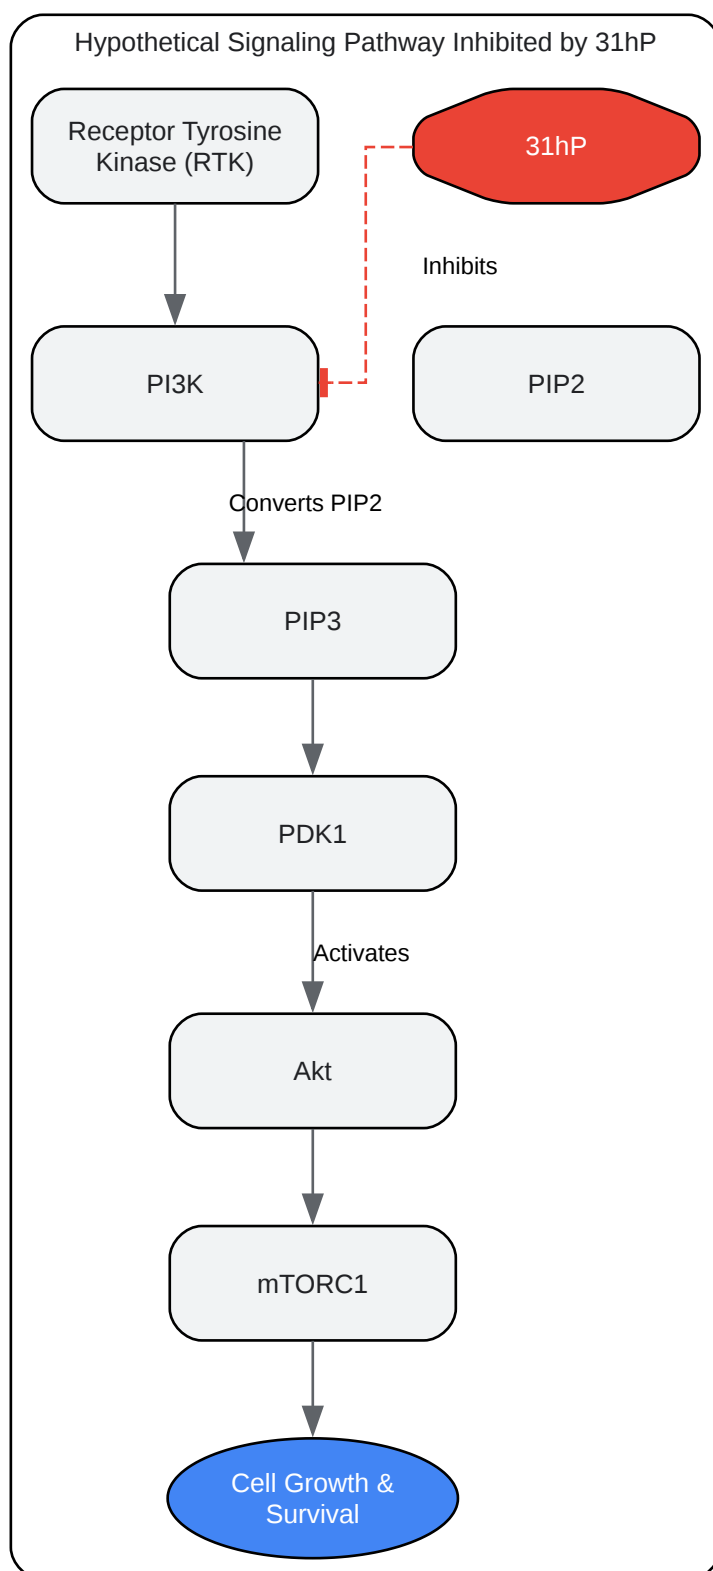 Hypothetical Signaling Pathway Inhibited by 31hP
Receptor Tyrosine
Kinase (RTK)
31hP
Inhibits
PI3K
PIP2
Converts PIP2
PIP3
PDK1
Activates
Akt
mTORC1
Cell Growth &
Survival